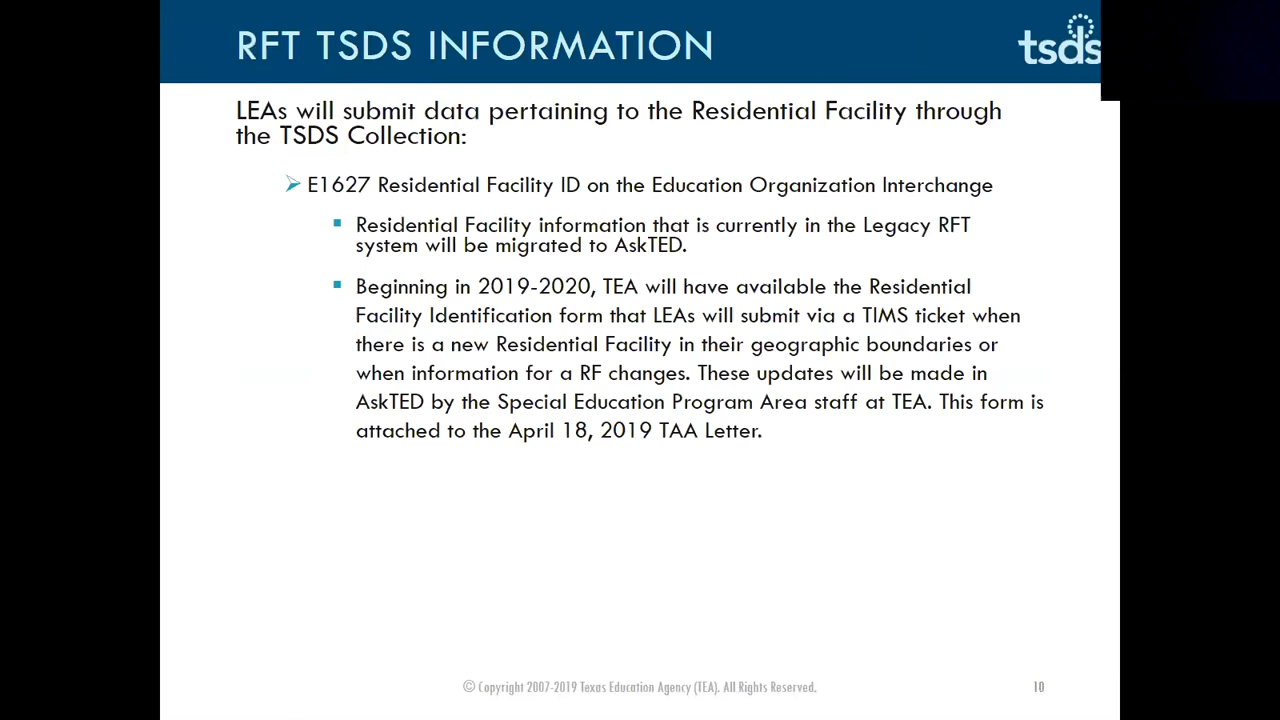 RFT TSDS INFORMATION
tsds
LEAs will submit data pertaining to the Residential Facility through
the TSDS Collection:
E1627 Residential Facility ID on the Education Organization Interchange
Residential Facility information that is currently in the Legacy RFT
system will be migrated to AskTED.
Beginning in 2019-2020, TEA will have available the Residential
Facility Identification form that LEAs will submit via a TIMS ticket when
there is a new Residential Facility in their geographic boundaries or
when information for a RF changes. These updates will be made in
AskTED by the Special Education Program Area staff at TEA. This form is
attached to the April 18, 2019 TAA Letter.
© Copyright 2007-2019 Texas Education Agency (TEA). All Rights Reserved.
10